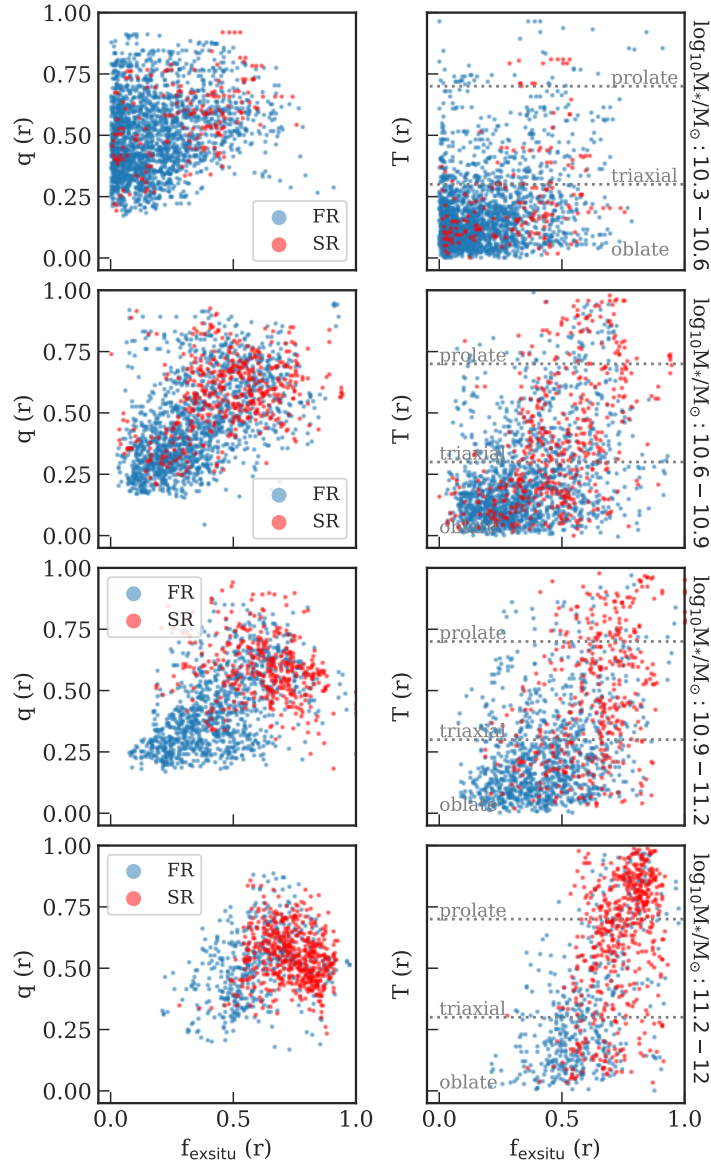 1.00
0.75
0.50
0.25
0.00
q (r)
FR
SR
T (r)
prolate
triaxial
oblate
log₁₀M*/M⊙: 10.3 − 10.6
1.00
0.75
0.50
0.25
0.00
q (r)
FR
SR
T (r)
prolate
triaxial
oblate
log₁₀M*/M⊙: 10.6 − 10.9
1.00
0.75
0.50
0.25
0.00
q (r)
FR
SR
T (r)
prolate
triaxial
oblate
log₁₀M*/M⊙: 10.9 − 11.2
1.00
0.75
0.50
0.25
0.00
q (r)
FR
SR
T (r)
prolate
triaxial
oblate
log₁₀M*/M⊙: 11.2 − 12
0.0 0.5 1.0
f_exsitu (r)
0.0 0.5 1.0
f_exsitu (r)